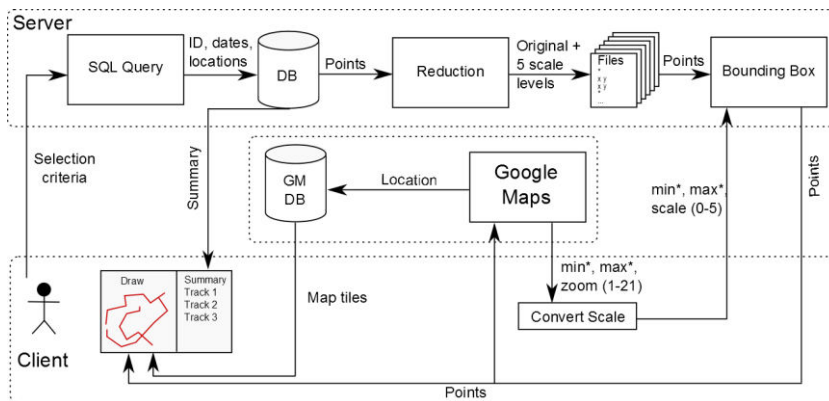 Server
SQL Query
ID, dates,
locations
DB
Points
Reduction
Original +
5 scale
levels
Files
*
x y
x y
*
....
Points
Bounding Box
Selection
criteria
Summary
GM
DB
Location
Google
Maps
min*, max*,
scale (0-5)
Points
min*, max*,
zoom (1-21)
Convert Scale
Map tiles
Draw
Summary
Track 1
Track 2
Track 3
Client
Points